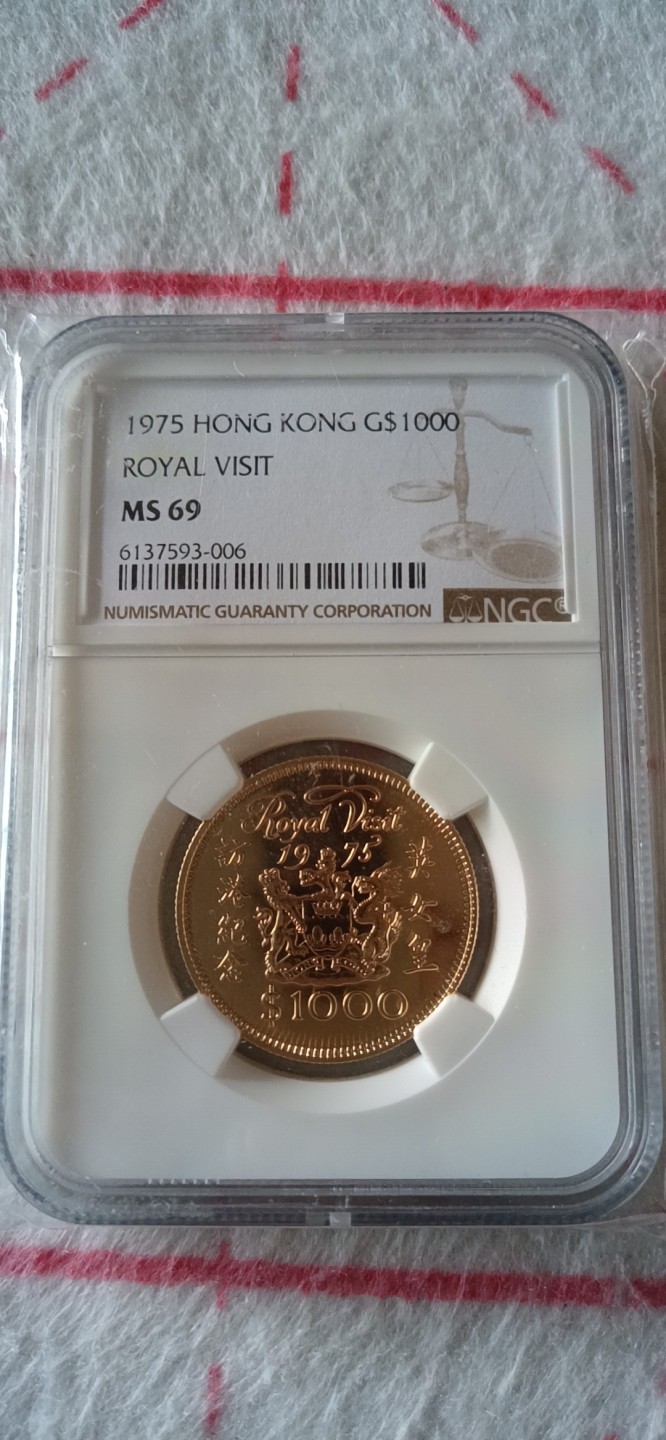 1975 HONG KONG G$1000
ROYAL VISIT
MS 69
6137593-006
NUMISMATIC GUARANTY CORPORATION
NGC®
Royal Visit
1975
英女皇
訪港紀念
$1000